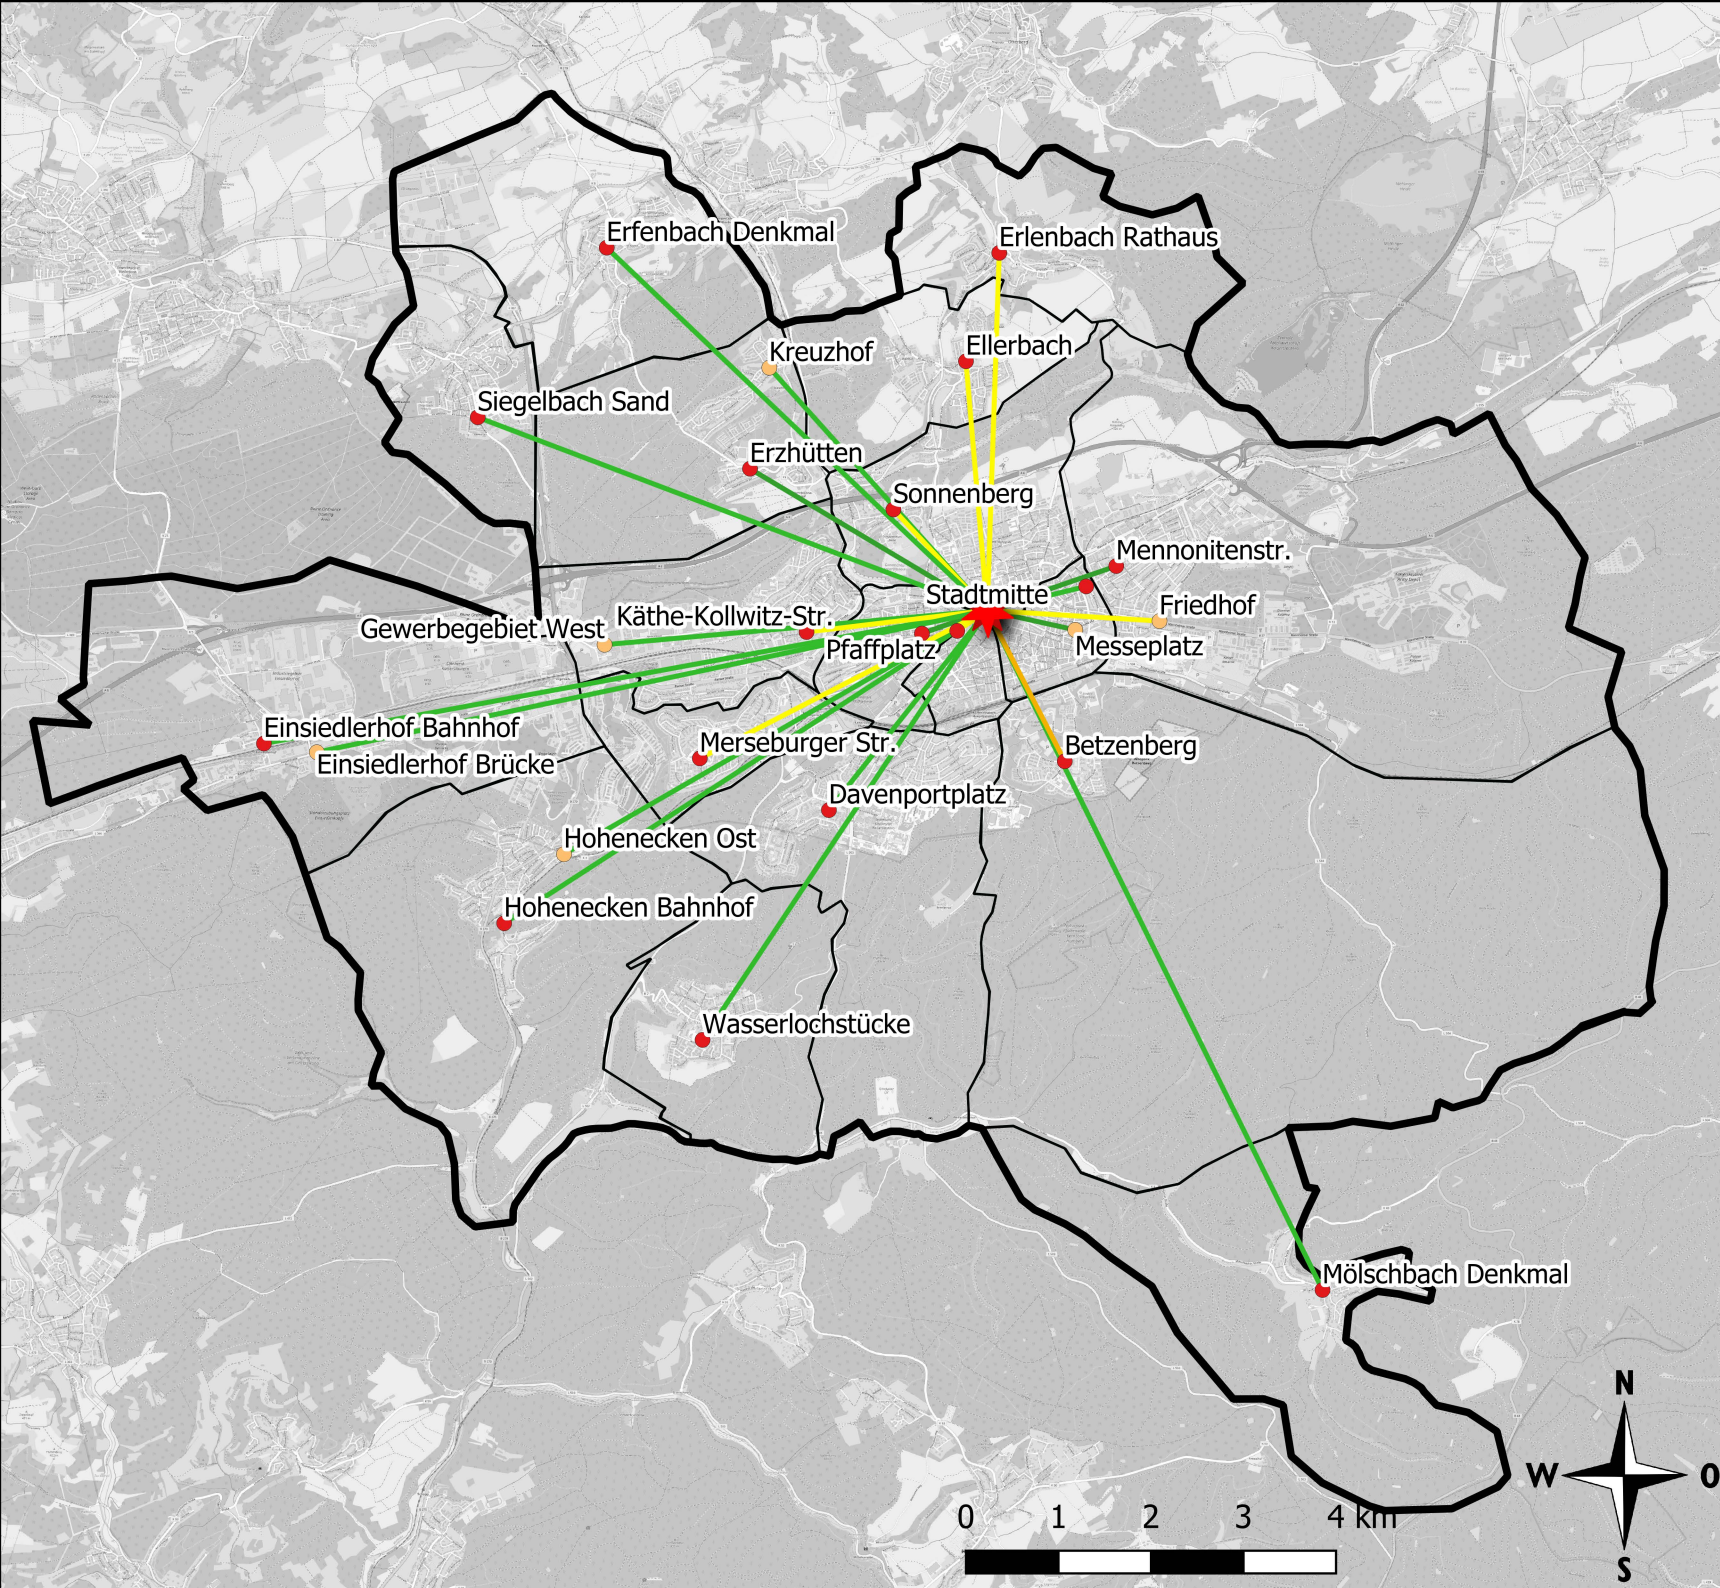 Erfenbach Denkmal
Erlenbach Rathaus
Kreuzhof
Ellerbach
Siegelbach Sand
Erzhütten
Sonnenberg
Mennonitenstr.
Stadtmitte
Friedhof
Käthe-Kollwitz-Str.
Gewerbegebiet West
Pfaffplatz
Messeplatz
Einsiedlerhof Bahnhof
Merseburger Str.
Betzenberg
Einsiedlerhof Brücke
Davenportplatz
Hohenecken Ost
Hohenecken Bahnhof
Wasserlochstücke
Mölschbach Denkmal
N
W
O
S
0 1 2 3 4 km